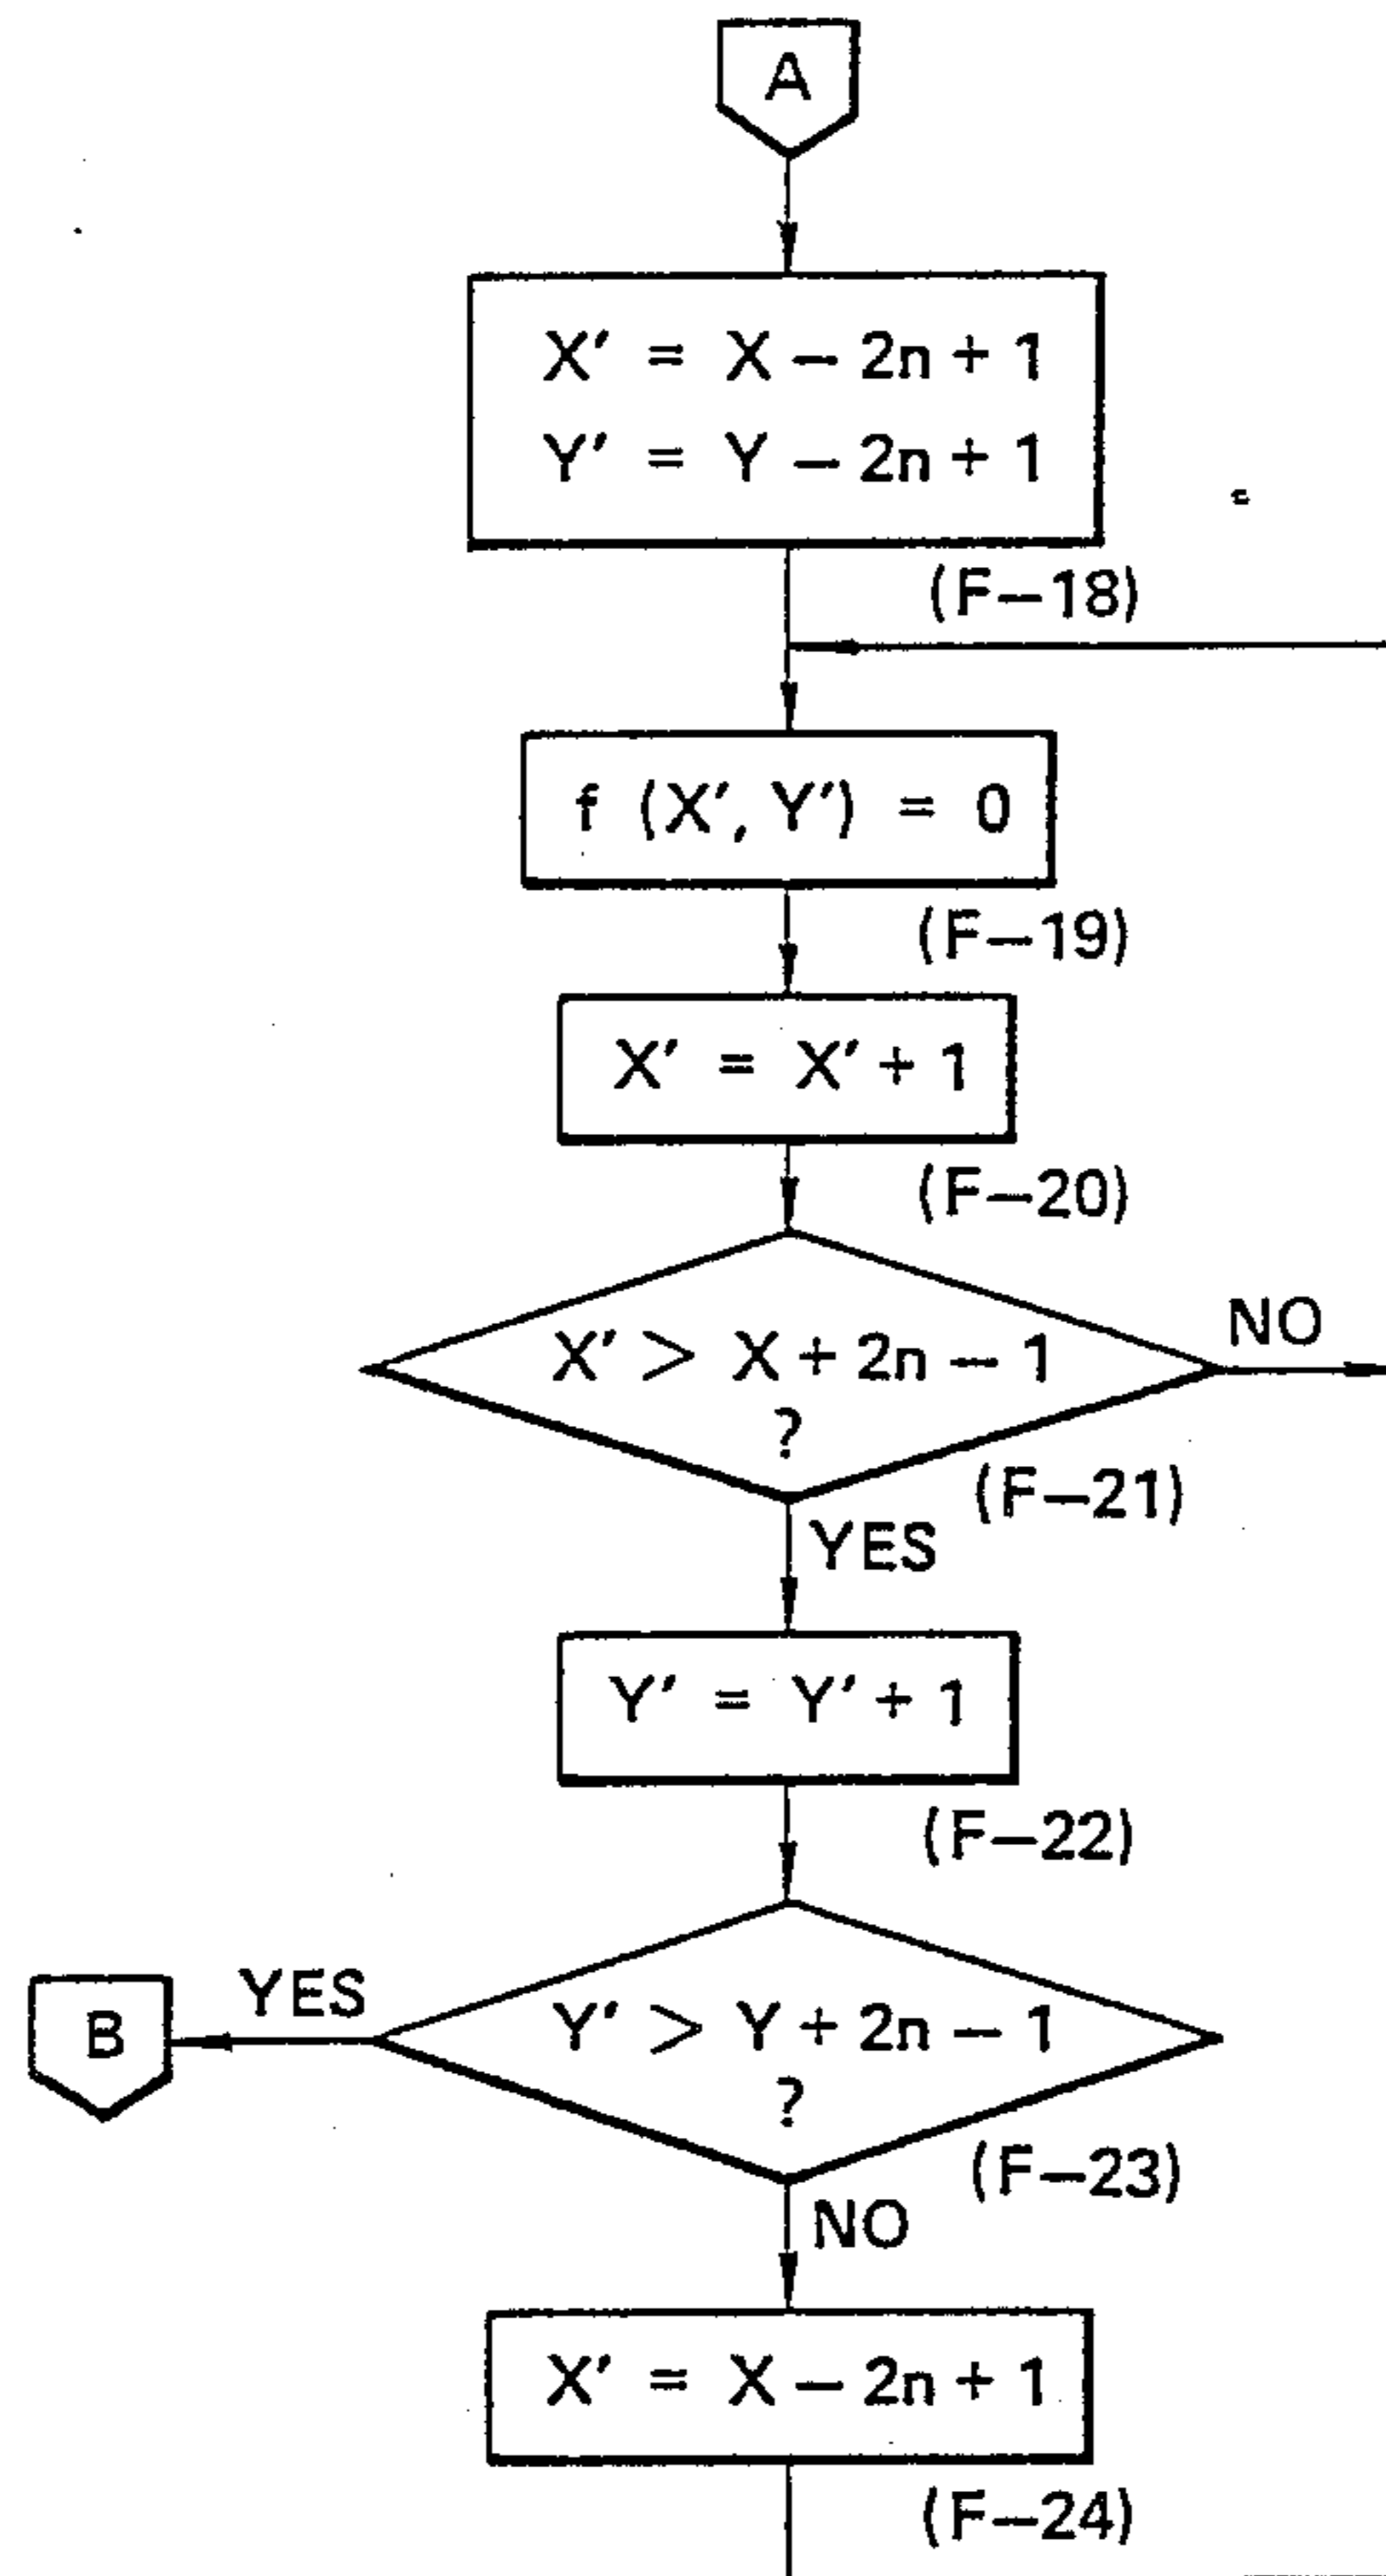 A
X′ = X − 2n + 1
Y′ = Y − 2n + 1
(F−18)
f (X′, Y′) = 0
(F−19)
X′ = X′ + 1
(F−20)
X′ > X + 2n − 1
?
NO
(F−21)
YES
Y′ = Y′ + 1
(F−22)
Y′ > Y + 2n − 1
?
YES
B
(F−23)
NO
X′ = X − 2n + 1
(F−24)